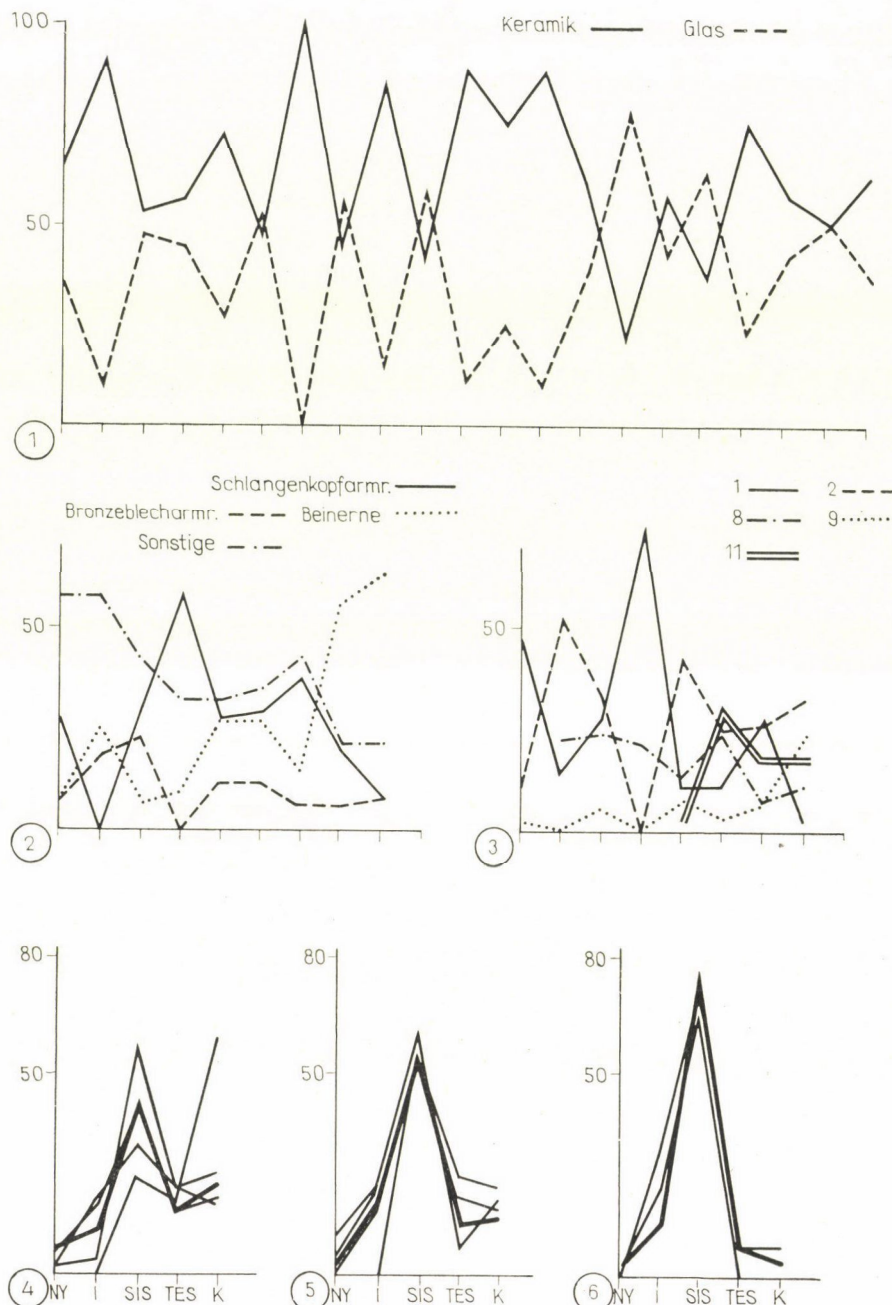 100
Keramik Glas
50
1
Schlangenkopfarmr.
Bronzeblecharmr. Beinerne
Sonstige
50
2
1 2
8 9
11
50
3
80
50
4
NY I SIS TES K
80
50
5
NY I SIS TES K
80
50
6
NY I SIS TES K